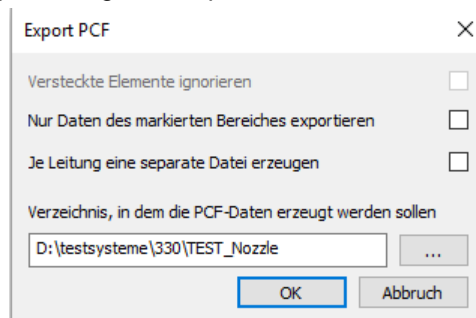 Export PCF
Versteckte Elemente ignorieren
Nur Daten des markierten Bereiches exportieren
Je Leitung eine separate Datei erzeugen
Verzeichnis, in dem die PCF-Daten erzeugt werden sollen
D:\testsysteme\330\TEST_Nozzle
...
OK Abbruch